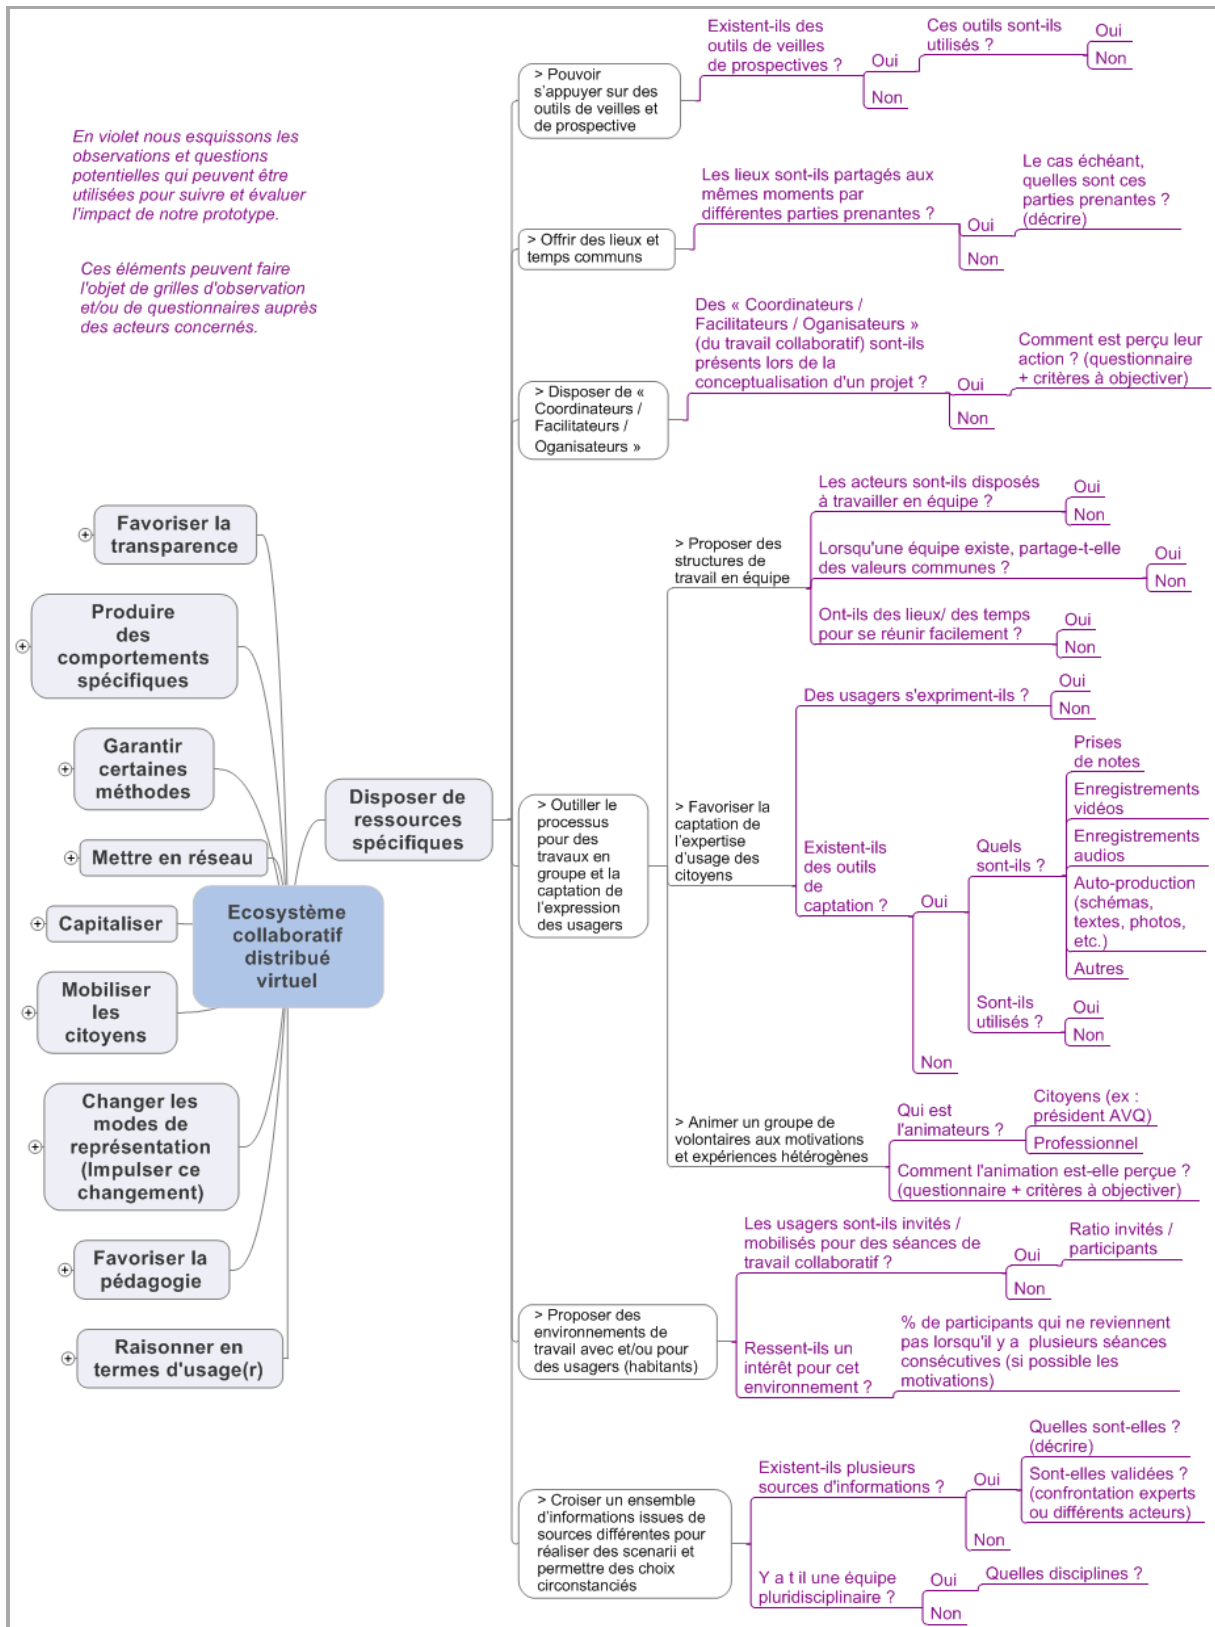 En violet nous esquissons les
observations et questions
potentielles qui peuvent être
utilisées pour suivre et évaluer
l'impact de notre prototype.
Ces éléments peuvent faire
l'objet de grilles d'observation
et/ou de questionnaires auprès
des acteurs concernés.
Favoriser la
transparence
Produire
des
comportements
spécifiques
Garantir
certaines
méthodes
Mettre en réseau
Capitaliser
Mobiliser
les
citoyens
Changer les
modes de
représentation
(Impulser ce
changement)
Favoriser la
pédagogie
Raisonner en
termes d'usage(r)
Ecosystème
collaboratif
distribué
virtuel
Disposer de
ressources
spécifiques
> Pouvoir
s'appuyer sur des
outils de veilles et
de prospective
Existent-ils des
outils de veilles
de prospectives ?
Oui
Ces outils sont-ils
utilisés ?
Oui
Non
Non
> Offrir des lieux et
temps communs
Les lieux sont-ils partagés aux
mêmes moments par
différentes parties prenantes ?
Oui
Le cas échéant,
quelles sont ces
parties prenantes ?
(décrire)
Non
> Disposer de «
Coordinateurs /
Facilitateurs /
Oganisateurs »
Des « Coordinateurs /
Facilitateurs / Oganisateurs »
(du travail collaboratif) sont-ils
présents lors de la
conceptualisation d'un projet ?
Oui
Comment est perçu leur
action ? (questionnaire
+ critères à objectiver)
Non
> Outiller le
processus
pour des
travaux en
groupe et la
captation de
l'expression
des usagers
> Proposer des
structures de
travail en équipe
Les acteurs sont-ils disposés
à travailler en équipe ?
Oui
Non
Lorsqu'une équipe existe, partage-t-elle
des valeurs communes ?
Oui
Non
Ont-ils des lieux/ des temps
pour se réunir facilement ?
Oui
Non
> Favoriser la
captation de
l'expertise
d'usage des
citoyens
Des usagers s'expriment-ils ?
Oui
Non
Existent-ils
des outils
de
captation ?
Oui
Quels
sont-ils ?
Prises
de notes
Enregistrements
vidéos
Enregistrements
audios
Auto-production
(schémas,
textes, photos,
etc.)
Autres
Sont-ils
utilisés ?
Oui
Non
Non
> Animer un groupe de
volontaires aux motivations
et expériences hétérogènes
Qui est
l'animateurs ?
Citoyens (ex :
président AVQ)
Professionnel
Comment l'animation est-elle perçue ?
(questionnaire + critères à objectiver)
> Proposer des
environnements de
travail avec et/ou pour
des usagers (habitants)
Les usagers sont-ils invités /
mobilisés pour des séances de
travail collaboratif ?
Oui
Ratio invités /
participants
Non
Ressent-ils un
intérêt pour cet
environnement ?
% de participants qui ne reviennent
pas lorsqu'il y a plusieurs séances
consécutives (si possible les
motivations)
> Croiser un ensemble
d'informations issues de
sources différentes pour
réaliser des scenarii et
permettre des choix
circonstanciés
Existent-ils plusieurs
sources d'informations ?
Oui
Quelles sont-elles ?
(décrire)
Sont-elles validées ?
(confrontation experts
ou différents acteurs)
Non
Y a t il une équipe
pluridisciplinaire ?
Oui
Quelles disciplines ?
Non